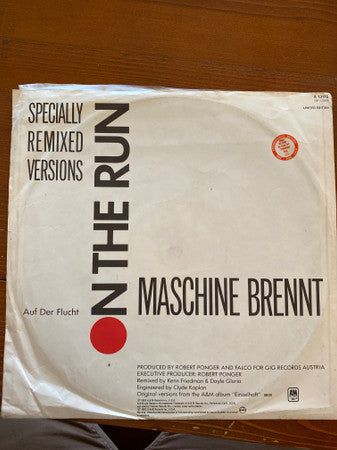 SPECIALLY
REMIXED
VERSIONS
ON THE RUN
LIMITED EDITION
Auf Der Flucht
MASCHINE BRENNT
PRODUCED BY ROBERT PONGER AND FALCO FOR GIG RECORDS AUSTRIA
EXECUTIVE PRODUCER: ROBERT PONGER
Remixed by Kenn Friedman & Doyle Gloria
Engineered by Clyde Kaplan
Original versions from the A&M album "Einzelhaft"
A&M